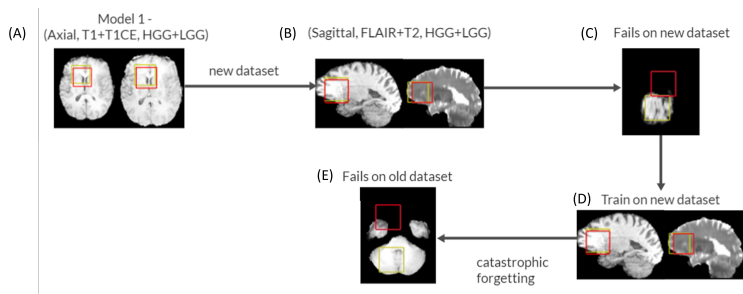 (A)
Model 1 -
(Axial, T1+T1CE, HGG+LGG)
new dataset
(B)
(Sagittal, FLAIR+T2, HGG+LGG)
(C)
Fails on new dataset
(D)
Train on new dataset
catastrophic
forgetting
(E)
Fails on old dataset